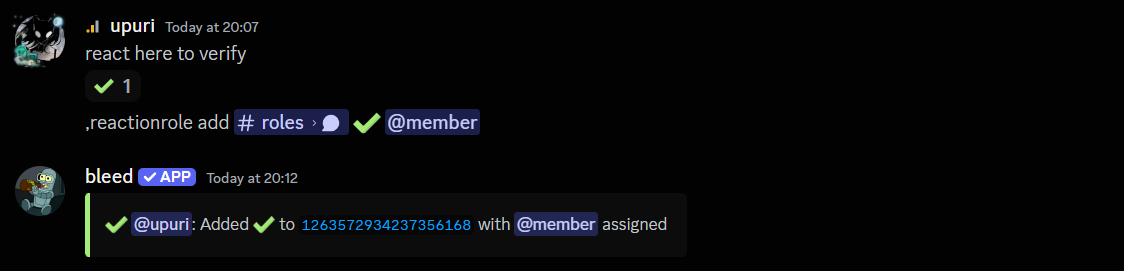 upuri Today at 20:07
react here to verify
1
,reactionrole add # roles › @member
bleed ✓ APP Today at 20:12
@upuri: Added ✔ to 1263572934237356168 with @member assigned